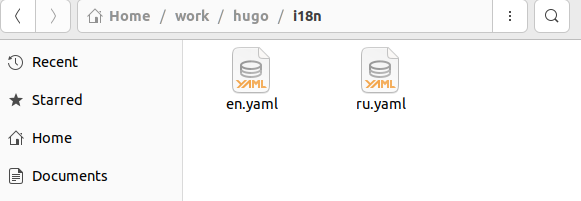 Home / work / hugo / i18n
Recent
Starred
Home
Documents
YAML YAML
en.yaml ru.yaml